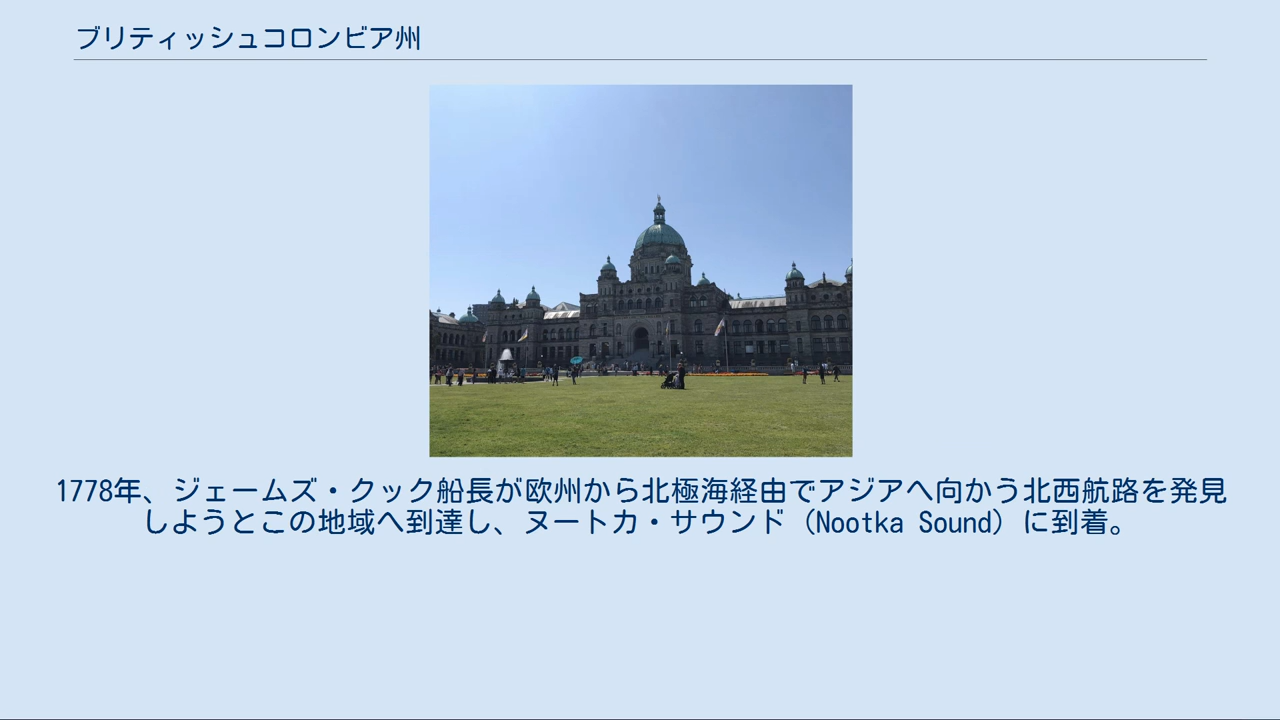 ブリティッシュコロンビア州
1778年、ジェームズ・クック船長が欧州から北極海経由でアジアへ向かう北西航路を発見
しようとこの地域へ到達し、ヌートカ・サウンド（Nootka Sound）に到着。